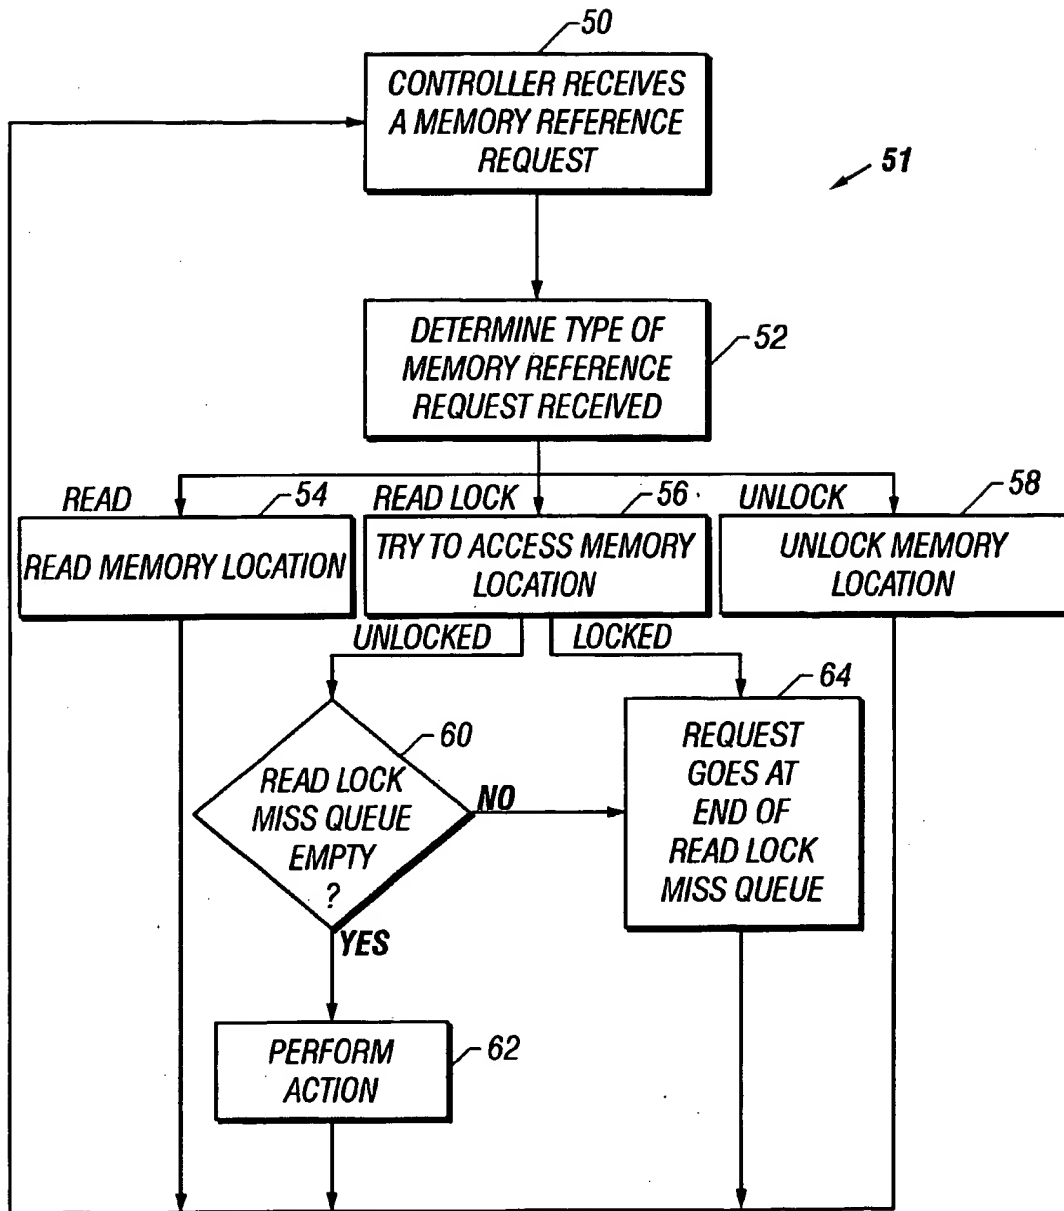 50
CONTROLLER RECEIVES
A MEMORY REFERENCE
REQUEST
51
DETERMINE TYPE OF
MEMORY REFERENCE
REQUEST RECEIVED
52
READ
54
READ LOCK
56
UNLOCK
58
READ MEMORY LOCATION
TRY TO ACCESS MEMORY
LOCATION
UNLOCK MEMORY
LOCATION
UNLOCKED
LOCKED
60
READ LOCK
MISS QUEUE
EMPTY
?
NO
YES
64
REQUEST
GOES AT
END OF
READ LOCK
MISS QUEUE
PERFORM
ACTION
62